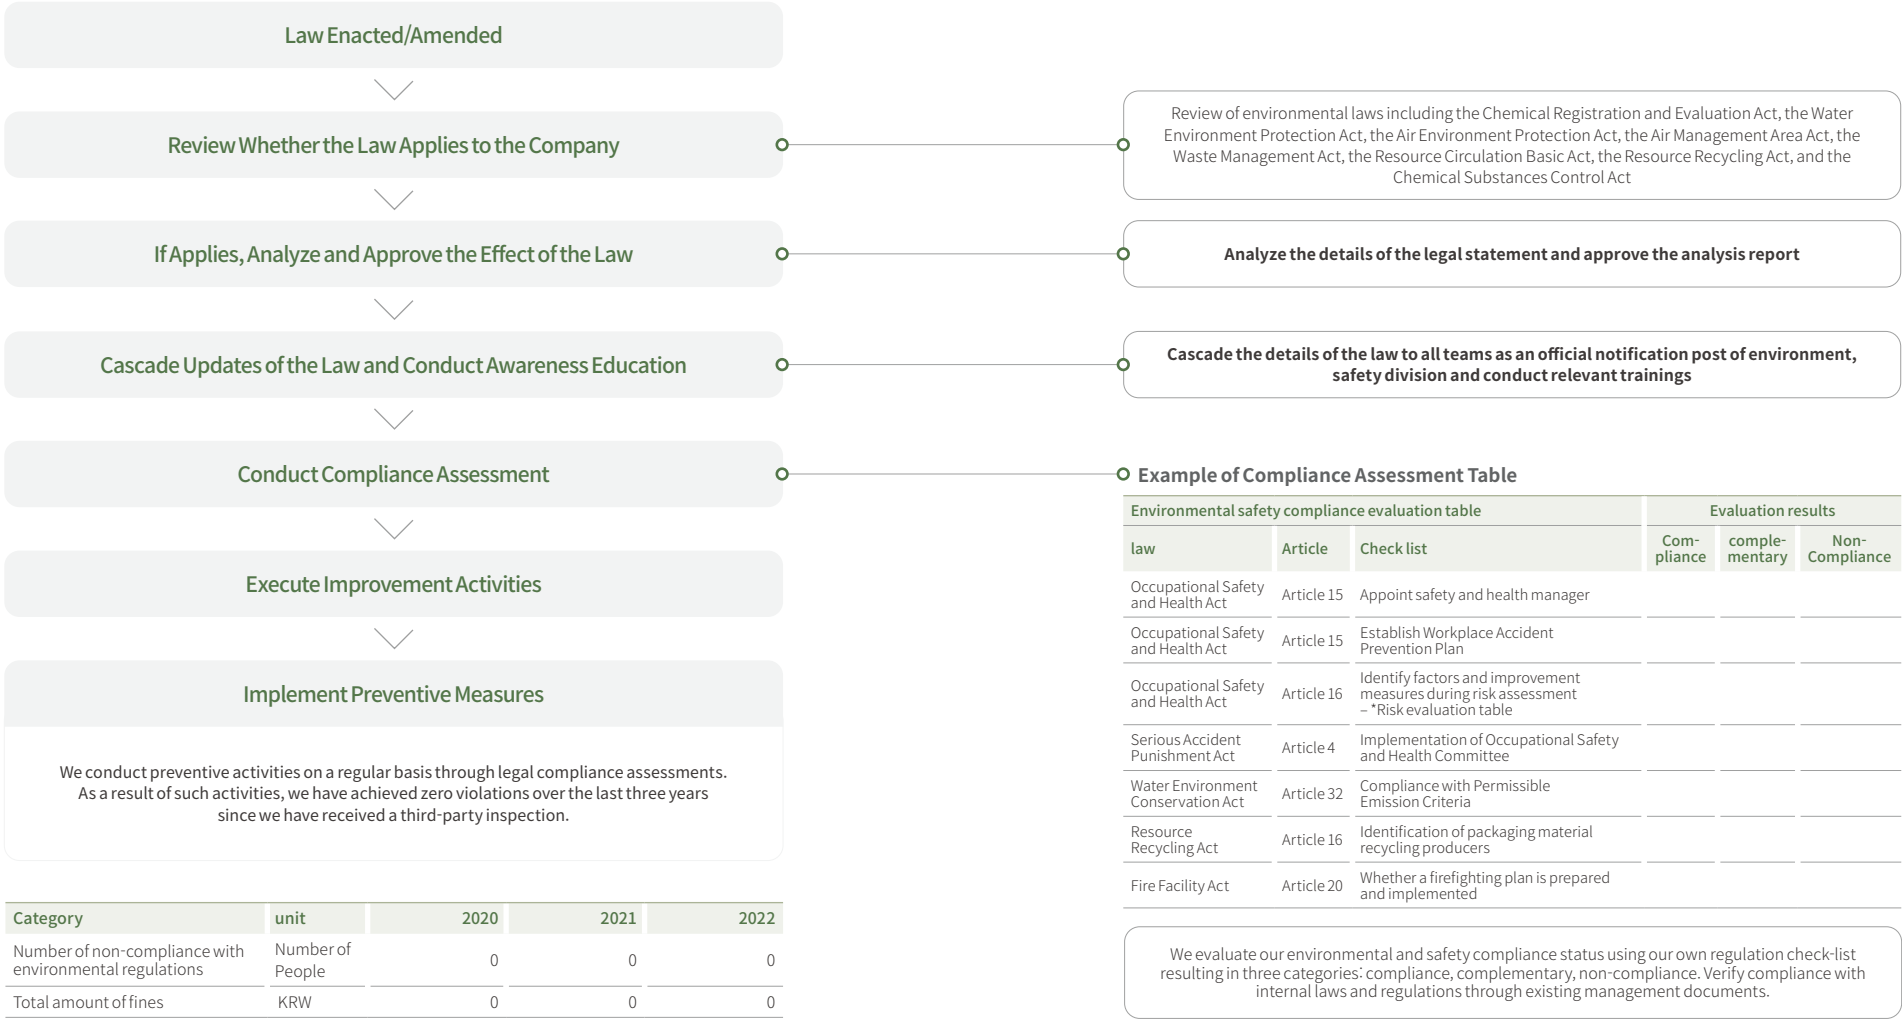 Law Enacted/Amended
Review Whether the Law Applies to the Company
Review of environmental laws including the Chemical Registration and Evaluation Act, the Water
Environment Protection Act, the Air Environment Protection Act, the Air Management Area Act, the
Waste Management Act, the Resource Circulation Basic Act, the Resource Recycling Act, and the
Chemical Substances Control Act
If Applies, Analyze and Approve the Effect of the Law
Analyze the details of the legal statement and approve the analysis report
Cascade Updates of the Law and Conduct Awareness Education
Cascade the details of the law to all teams as an official notification post of environment,
safety division and conduct relevant trainings
Conduct Compliance Assessment
Execute Improvement Activities
Implement Preventive Measures
We conduct preventive activities on a regular basis through legal compliance assessments.
As a result of such activities, we have achieved zero violations over the last three years
since we have received a third-party inspection.
Category unit 2020 2021 2022
Number of non-compliance with
environmental regulations
Number of
People
0 0 0
Total amount of fines KRW 0 0 0
Example of Compliance Assessment Table
Environmental safety compliance evaluation table Evaluation results
law Article Check list
Com-
pliance
comple-
mentary
Non-
Compliance
Occupational Safety
and Health Act
Article 15
Appoint safety and health manager
Occupational Safety
and Health Act
Article 15
Establish Workplace Accident
Prevention Plan
Occupational Safety
and Health Act
Article 16
Identify factors and improvement
measures during risk assessment
– *Risk evaluation table
Serious Accident
Punishment Act
Article 4
Implementation of Occupational Safety
and Health Committee
Water Environment
Conservation Act
Article 32
Compliance with Permissible
Emission Criteria
Resource
Recycling Act
Article 16
Identification of packaging material
recycling producers
Fire Facility Act
Article 20
Whether a firefighting plan is prepared
and implemented
We evaluate our environmental and safety compliance status using our own regulation check-list
resulting in three categories: compliance, complementary, non-compliance. Verify compliance with
internal laws and regulations through existing management documents.